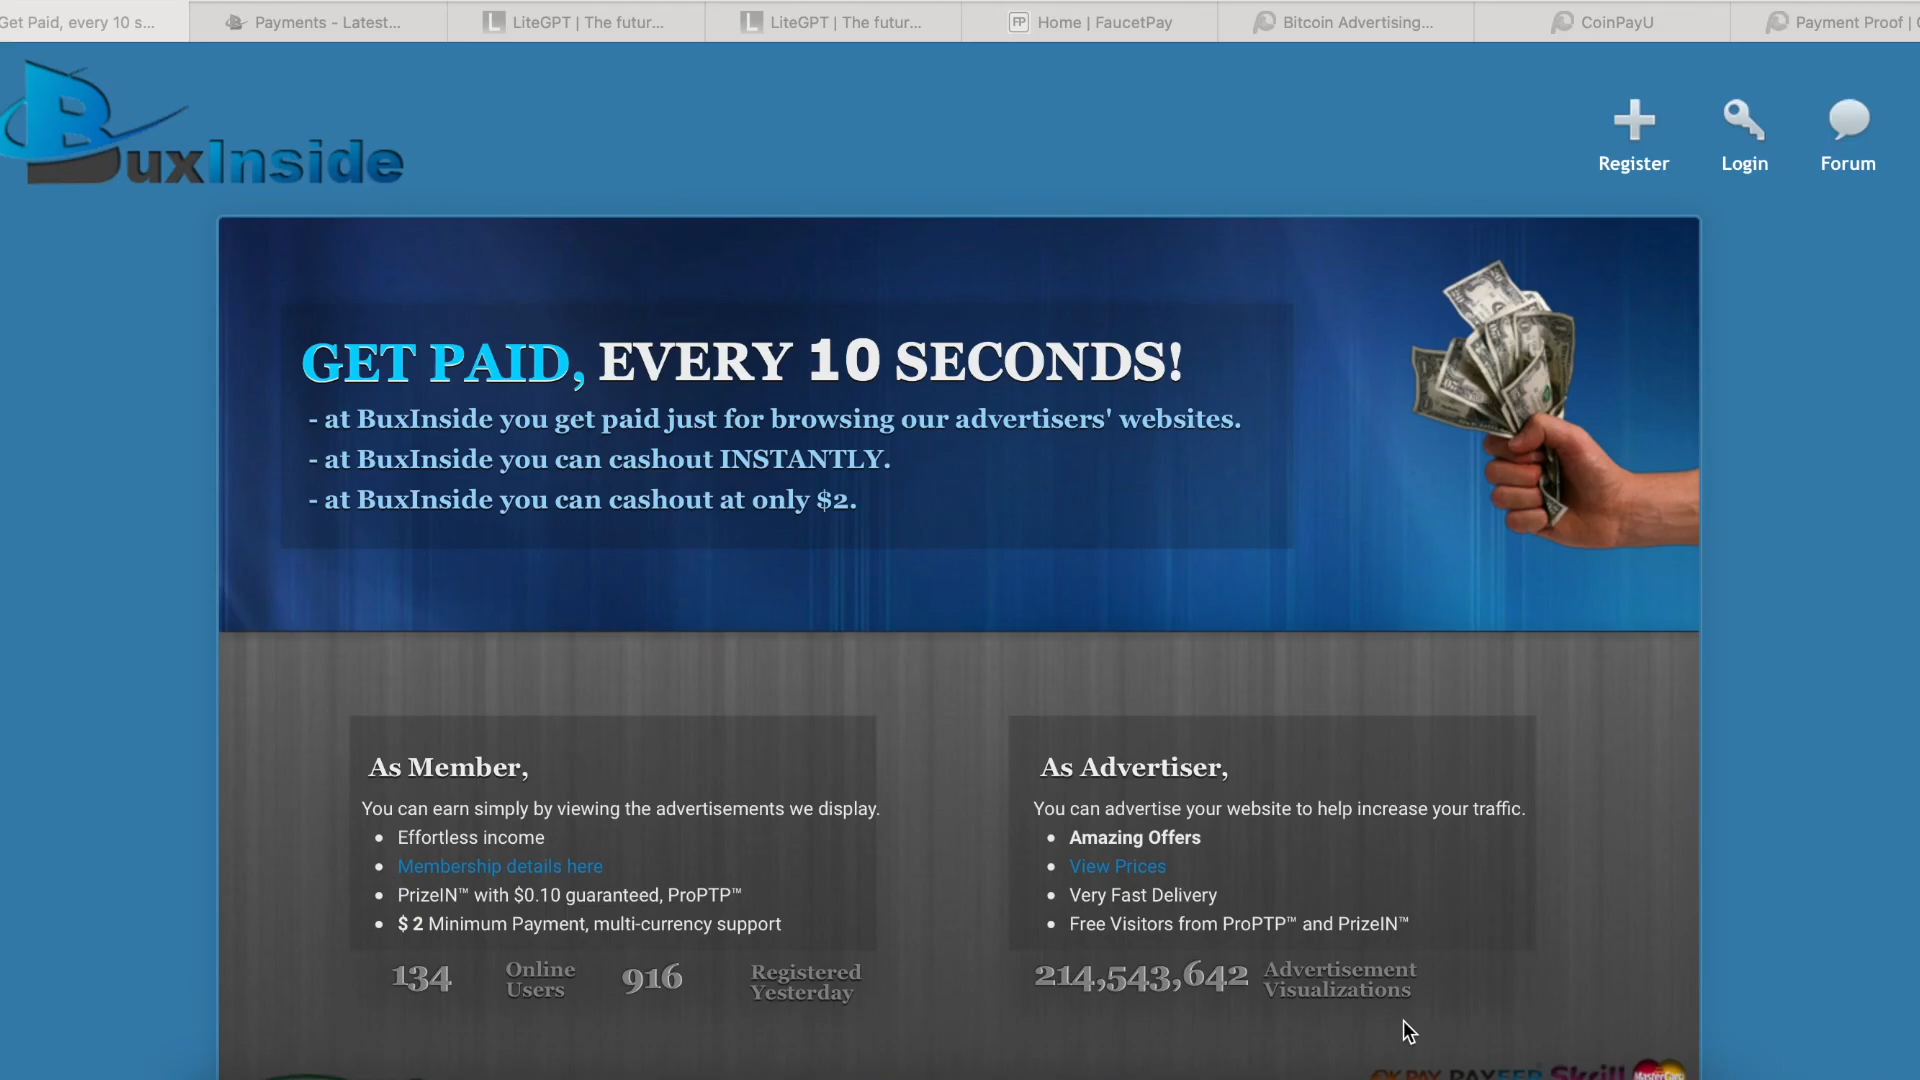 Get Paid, every 10 s...
Payments - Latest...
LiteGPT | The futur...
LiteGPT | The futur...
Home | FaucetPay
Bitcoin Advertising...
CoinPayU
Payment Proof |
BuxInside
Register
Login
Forum
GET PAID, EVERY 10 SECONDS!
- at BuxInside you get paid just for browsing our advertisers' websites.
- at BuxInside you can cashout INSTANTLY.
- at BuxInside you can cashout at only $2.
As Member,
You can earn simply by viewing the advertisements we display.
Effortless income
Membership details here
PrizeIN™ with $0.10 guaranteed, ProPTP™
$ 2 Minimum Payment, multi-currency support
134 Online Users
916 Registered Yesterday
As Advertiser,
You can advertise your website to help increase your traffic.
Amazing Offers
View Prices
Very Fast Delivery
Free Visitors from ProPTP™ and PrizeIN™
214,543,642 Advertisement Visualizations
OKPAY PAYEER Skrill MasterCard